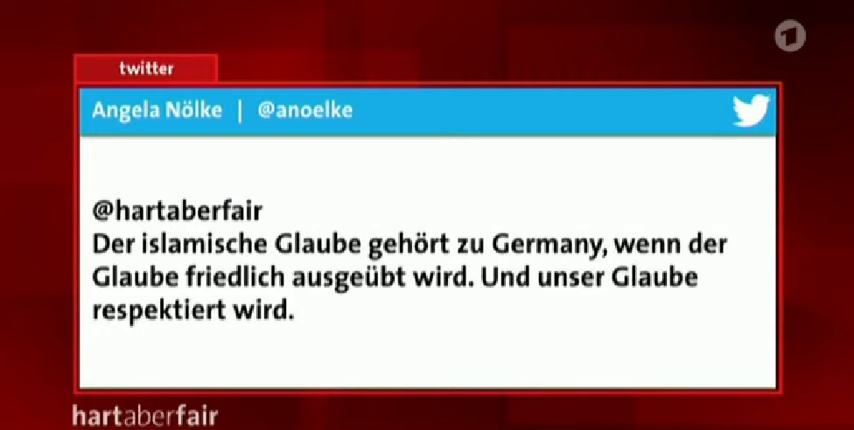 1
twitter
Angela Nölke | @anoelke
@hartaberfair
Der islamische Glaube gehört zu Germany, wenn der
Glaube friedlich ausgeübt wird. Und unser Glaube
respektiert wird.
hartaberfair